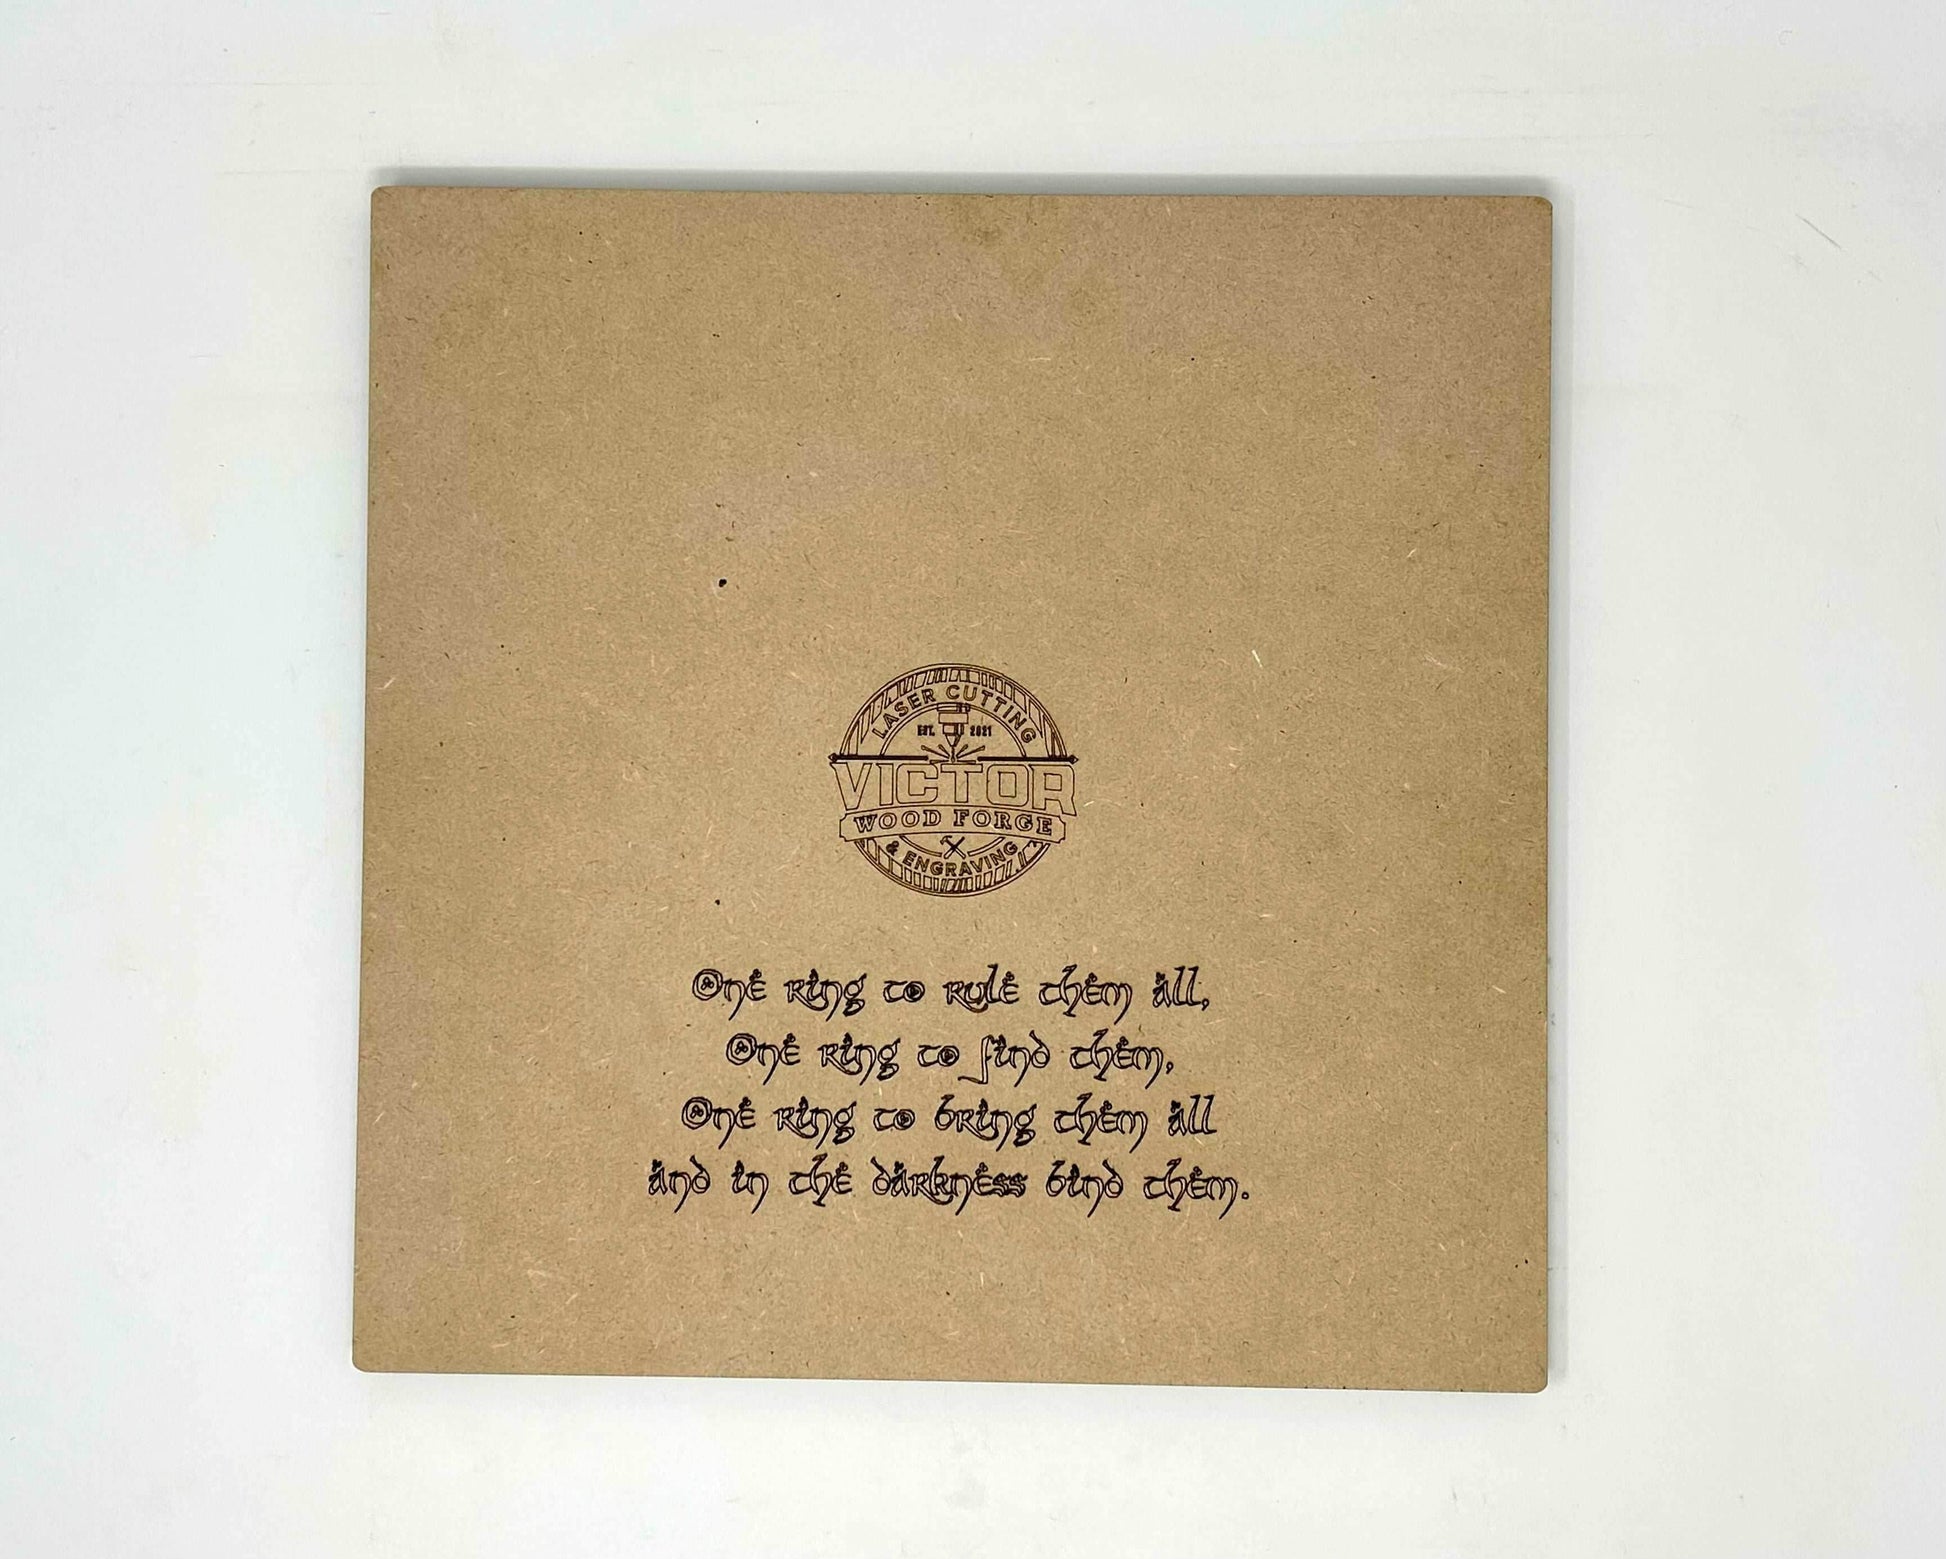 LASER CUTTING
EST. 2021
VICTOR
WOOD FORGE
& ENGRAVING
One ring to rule them all,
One ring to find them,
One ring to bring them all
and in the darkness bind them.